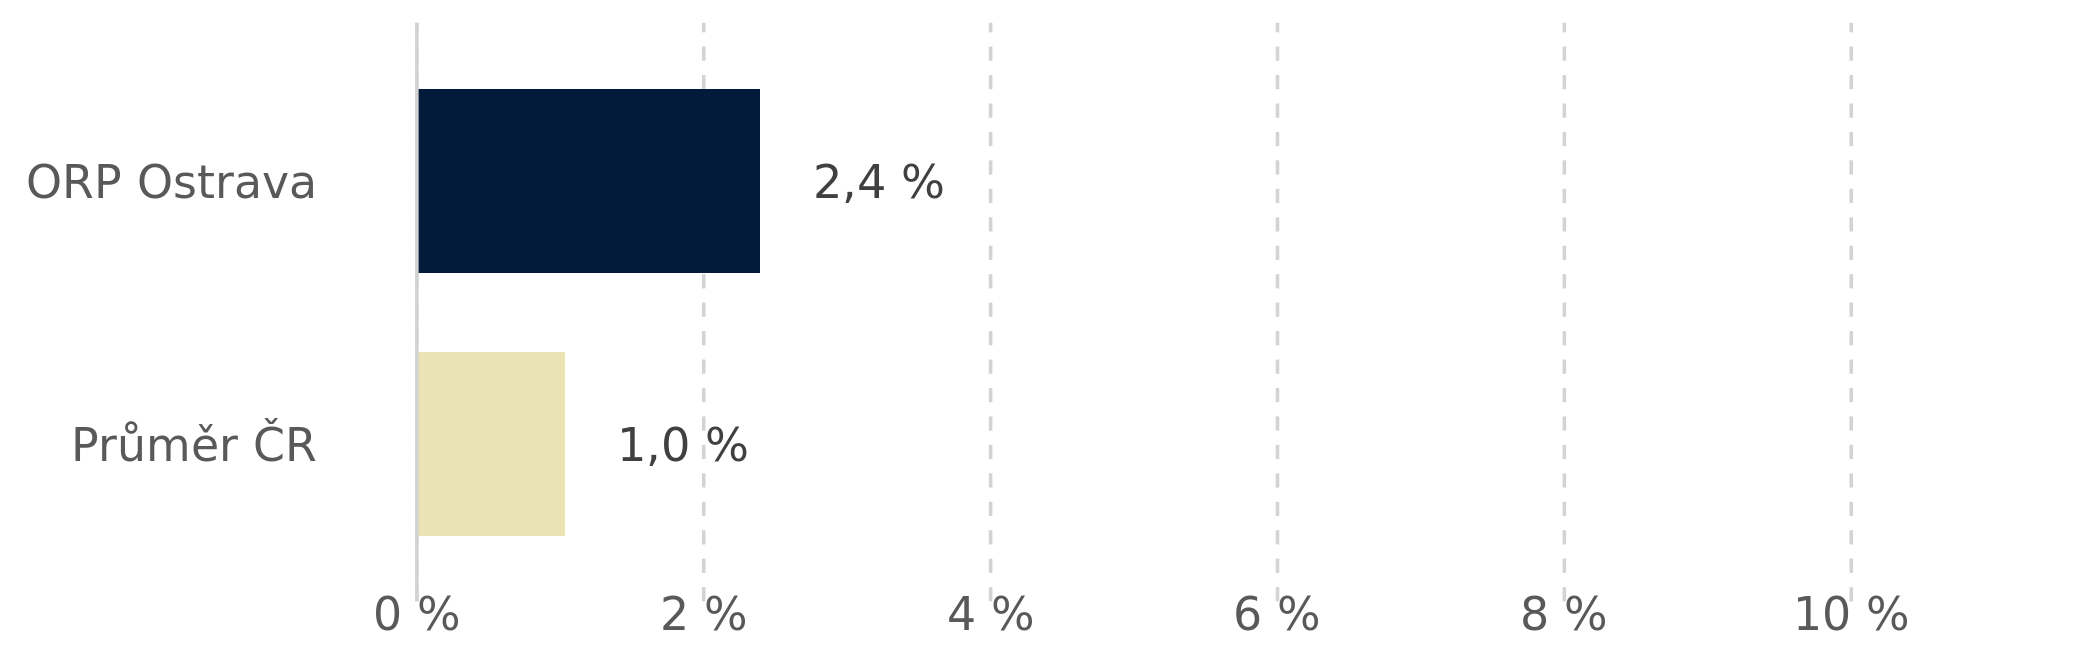 ORP Ostrava 2,4 %
Průměr ČR 1,0 %
0 % 2 % 4 % 6 % 8 % 10 %